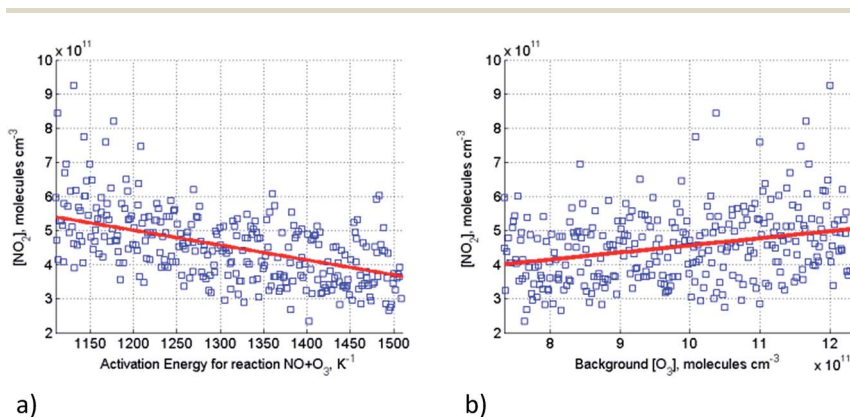 x 10¹¹
10
9
8
7
6
5
4
3
2
[NO₂], molecules cm⁻³
1150 1200 1250 1300 1350 1400 1450 1500
Activation Energy for reaction NO+O₃, K⁻¹
a)
x 10¹¹
10
9
8
7
6
5
4
3
2
[NO₂], molecules cm⁻³
8 9 10 11 12
x 10¹¹
Background [O₃], molecules cm⁻³
b)